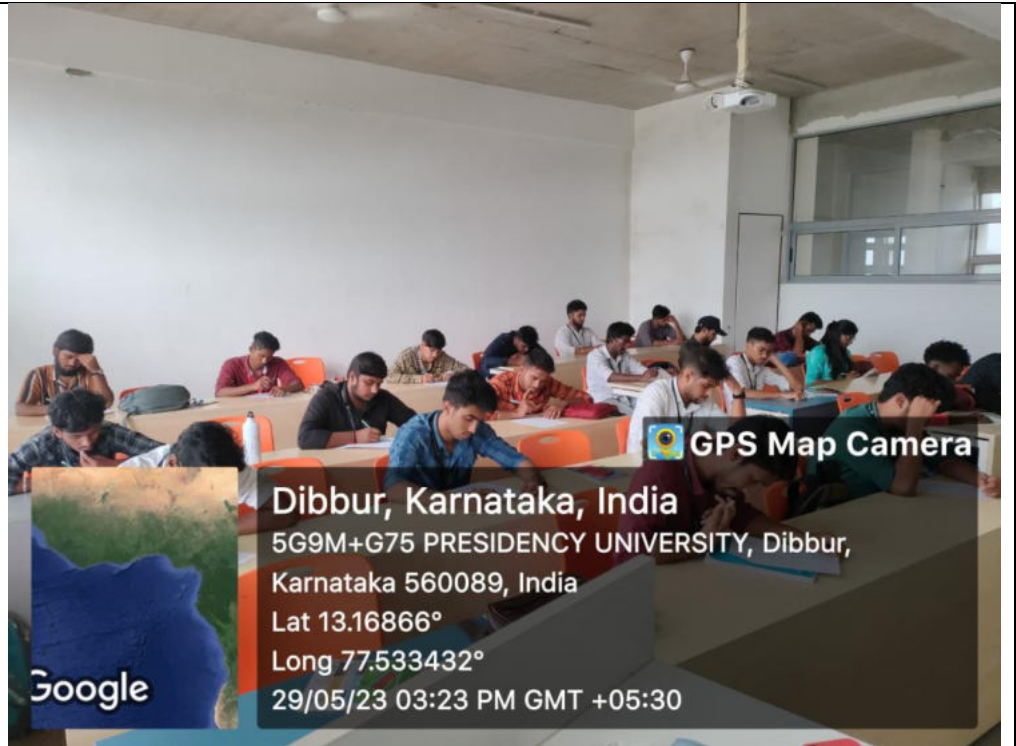 GPS Map Camera
Dibbur, Karnataka, India
5G9M+G75 PRESIDENCY UNIVERSITY, Dibbur,
Karnataka 560089, India
Lat 13.16866°
Long 77.533432°
29/05/23 03:23 PM GMT +05:30
Google